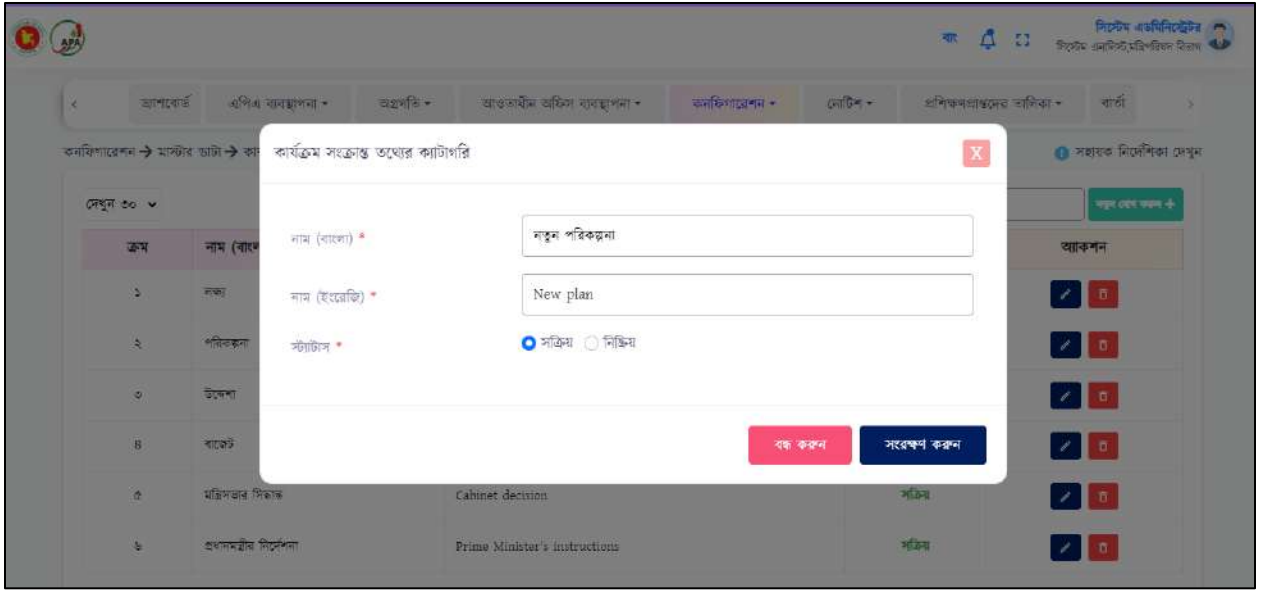 APA
বাং
সিস্টেম এডমিনিস্ট্রেটর
ড্যাশবোর্ড এপিএ ব্যবস্থাপনা অগ্রগতি আওতাধীন অফিস ব্যবস্থাপনা কনফিগারেশন নোটিশ প্রশিক্ষণপ্রাপ্তদের তালিকা বার্তা
কনফিগারেশন → মাস্টার ডাটা → কা
সহায়ক নির্দেশিকা দেখুন
কার্যক্রম সংক্রান্ত তথ্যের ক্যাটাগরি X
দেখুন ৩০
নতুন যোগ করুন +
ক্রম নাম (বাংল অ্যাকশন
নাম (বাংলা) * নতুন পরিকল্পনা
নাম (ইংরেজি) * New plan
স্ট্যাটাস * সক্রিয় নিষ্ক্রিয়
বন্ধ করুন সংরক্ষণ করুন
১ লক্ষ্য
২ পরিকল্পনা
৩ উদ্দেশ্য
৪ বাজেট
৫ মন্ত্রিসভার সিদ্ধান্ত Cabinet decision সক্রিয়
৬ প্রধানমন্ত্রীর নির্দেশনা Prime Minister's instructions সক্রিয়